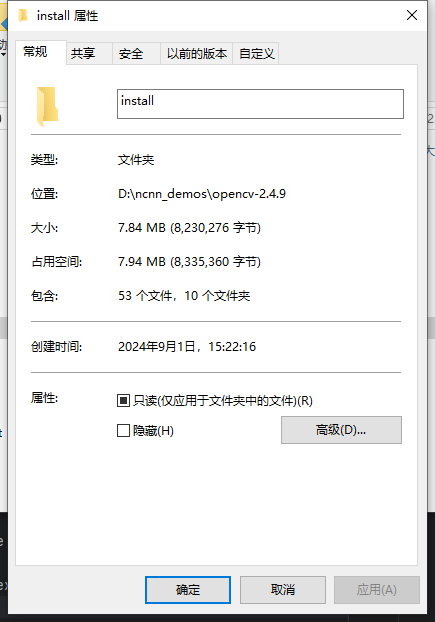 install 属性
常规
共享
安全
以前的版本
自定义
install
类型:
文件夹
位置:
D:\ncnn_demos\opencv-2.4.9
大小:
7.84 MB (8,230,276 字节)
占用空间:
7.94 MB (8,335,360 字节)
包含:
53 个文件，10 个文件夹
创建时间:
2024年9月1日，15:22:16
属性:
只读(仅应用于文件夹中的文件)(R)
隐藏(H)
高级(D)...
确定
取消
应用(A)